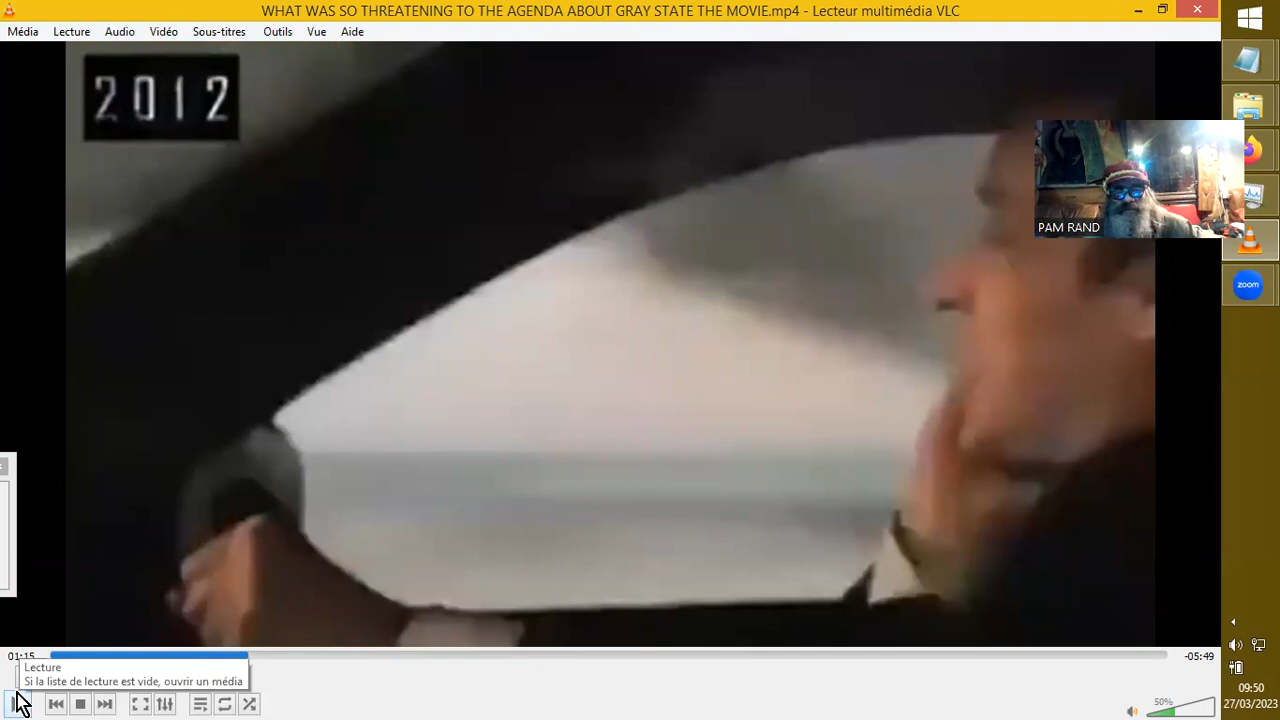 WHAT WAS SO THREATENING TO THE AGENDA ABOUT GRAY STATE THE MOVIE.mp4 - Lecteur multimédia VLC
Média Lecture Audio Vidéo Sous-titres Outils Vue Aide
2012
PAM RAND
zoom
01:15
-05:49
Lecture
Si la liste de lecture est vide, ouvrir un média
50%
09:50
27/03/2023